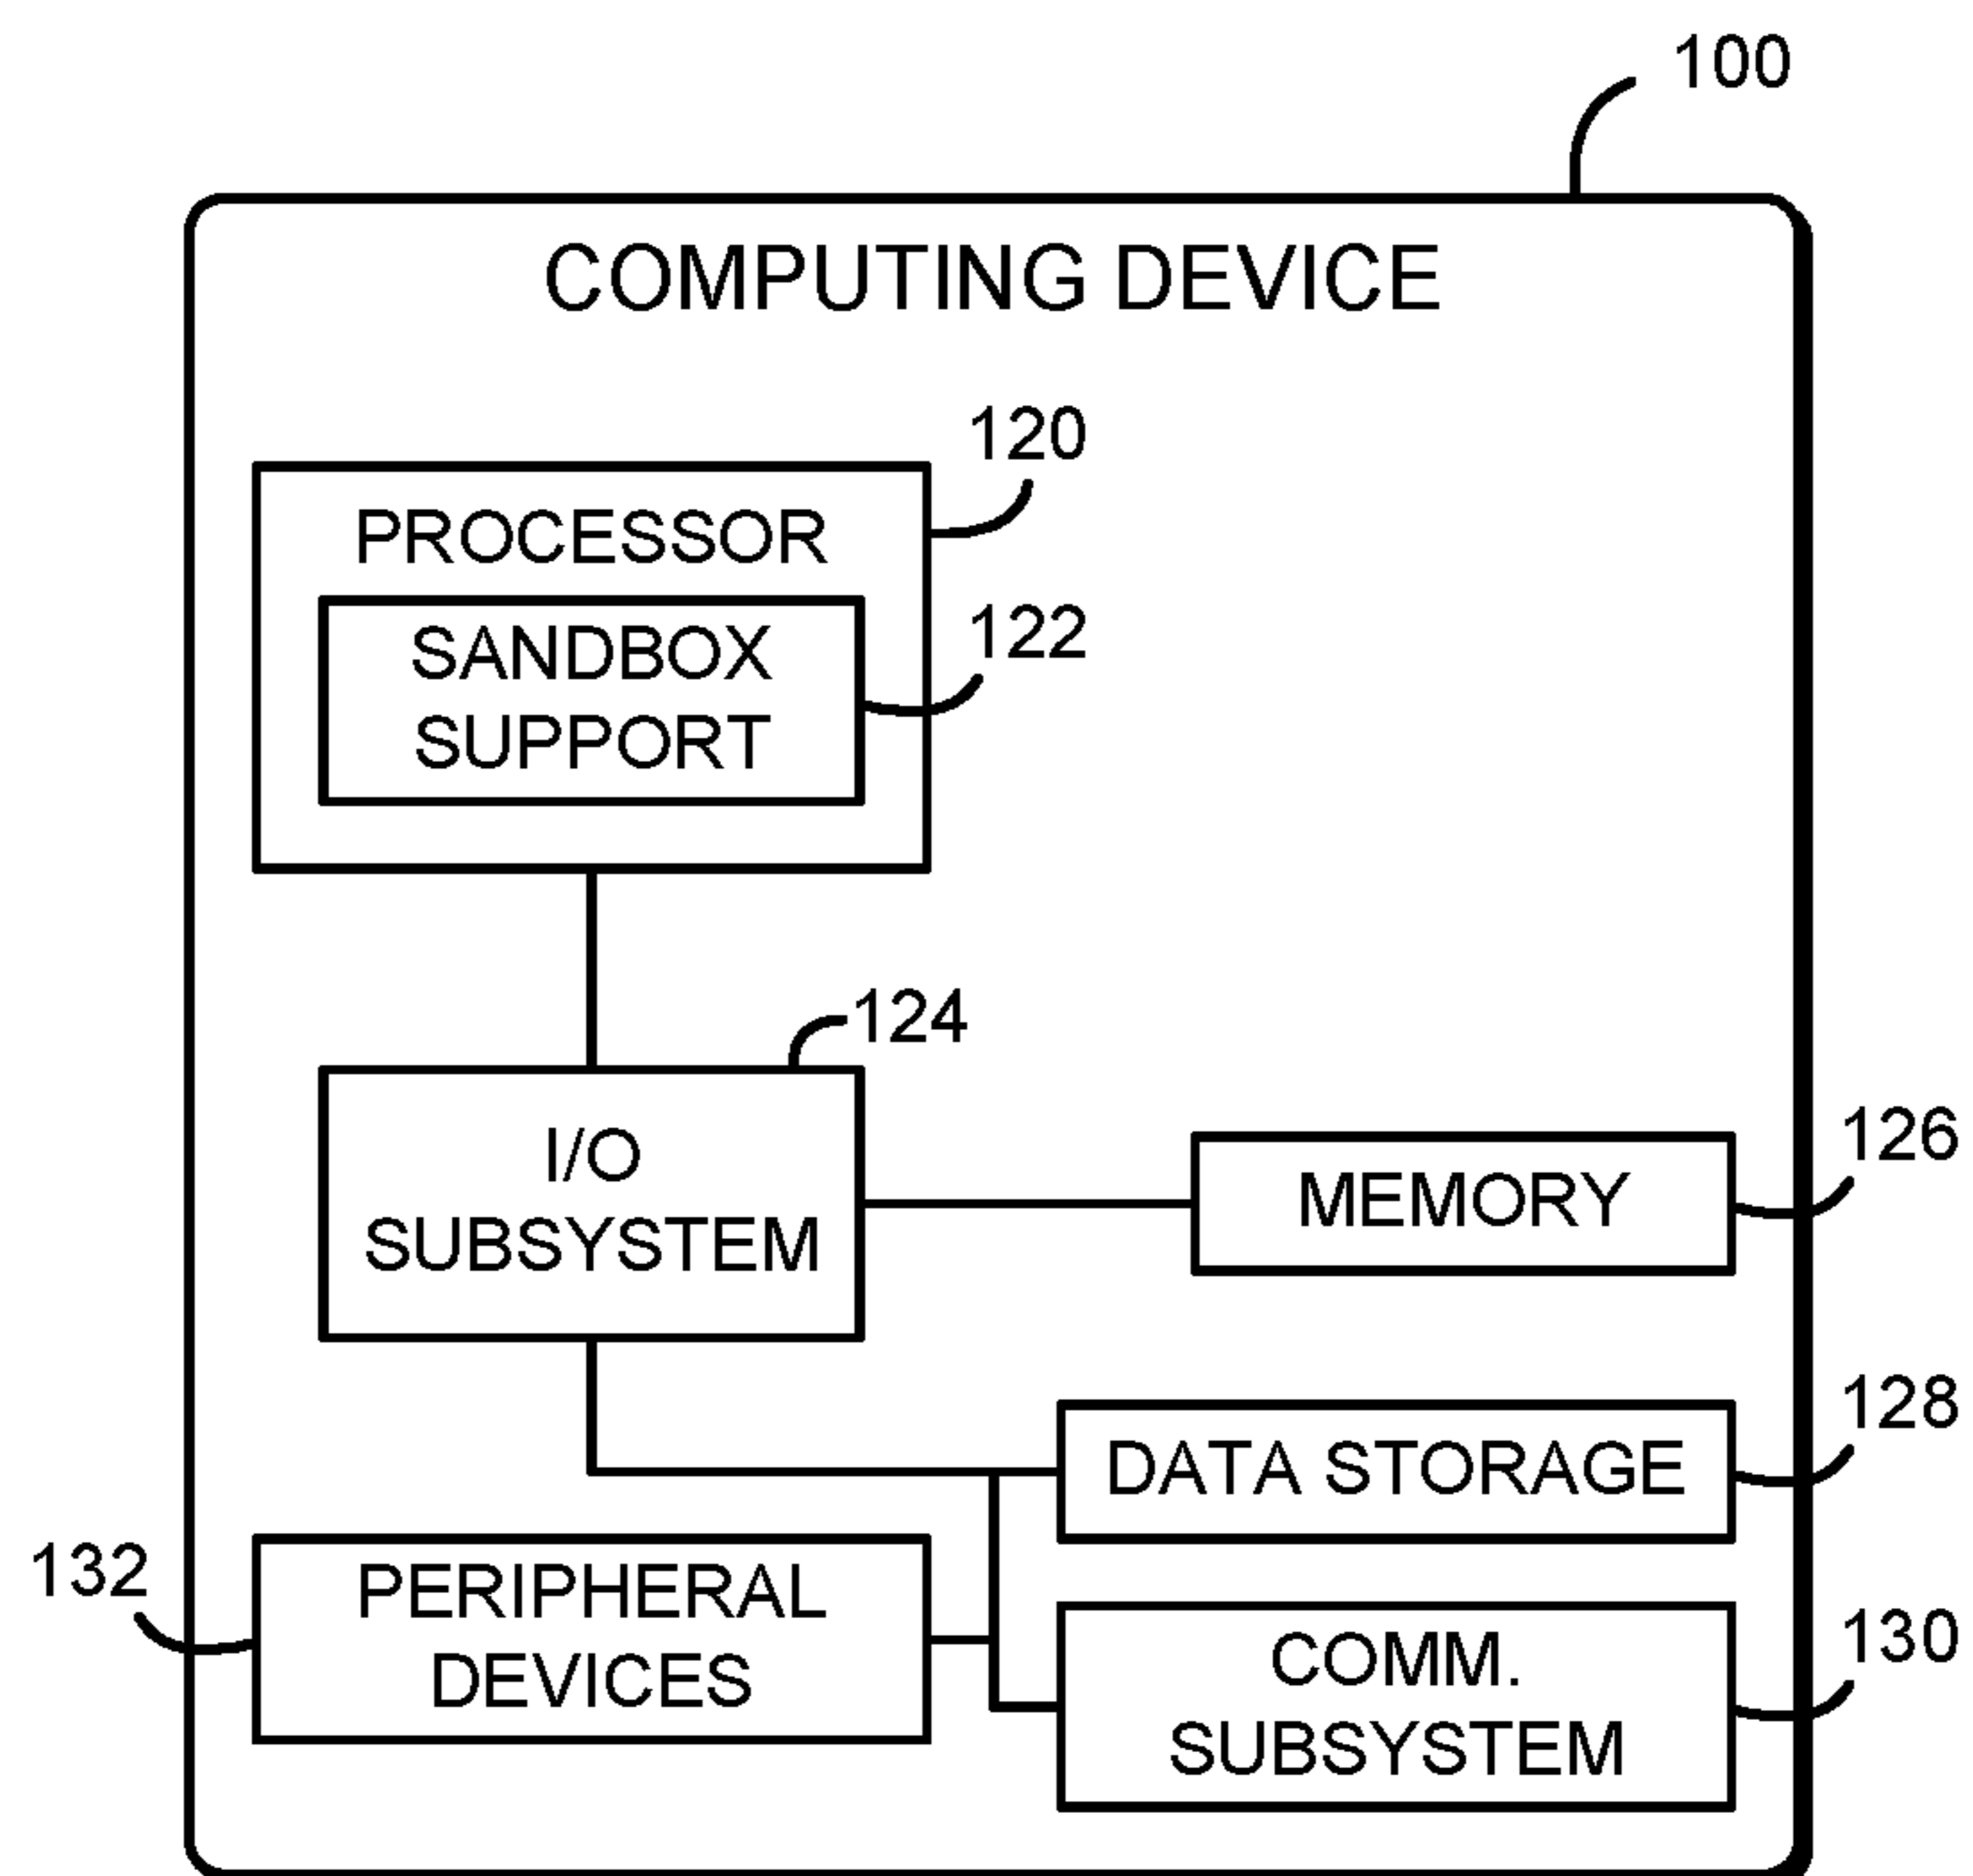 100
COMPUTING DEVICE
120
PROCESSOR
122
SANDBOX
SUPPORT
124
I/O
SUBSYSTEM
126
MEMORY
128
DATA STORAGE
132
PERIPHERAL
DEVICES
130
COMM.
SUBSYSTEM